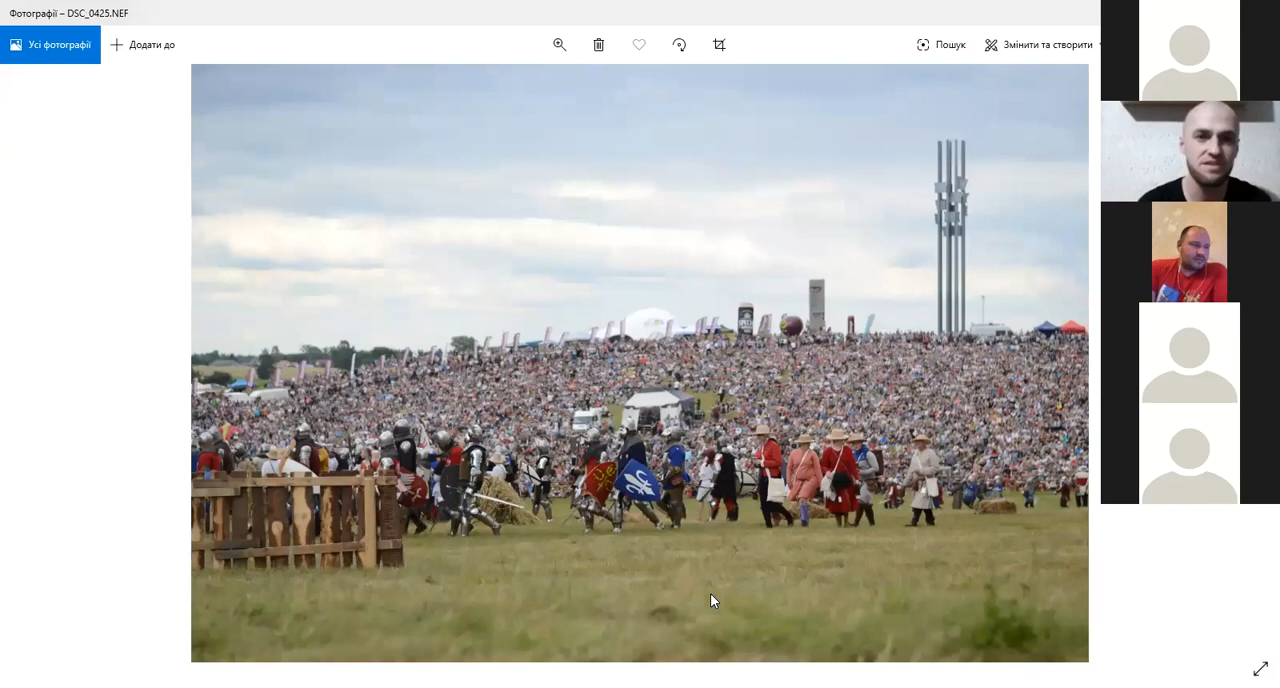 Фотографії – DSC_0425.NEF
Усі фотографії
Додати до
Пошук
Змінити та створити